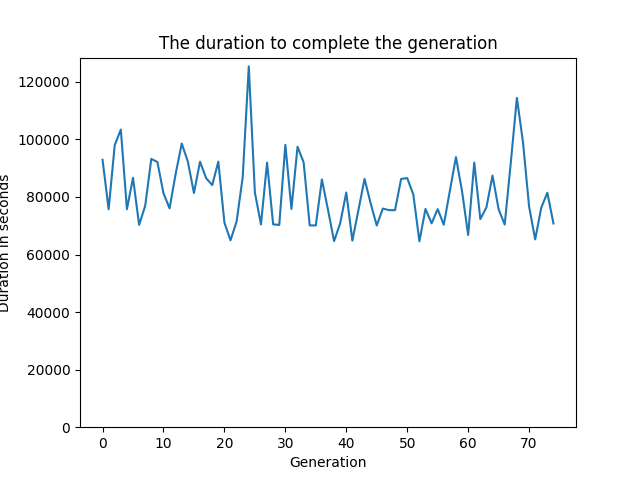 The duration to complete the generation
120000
100000
80000
60000
40000
20000
0
Duration in seconds
0 10 20 30 40 50 60 70
Generation